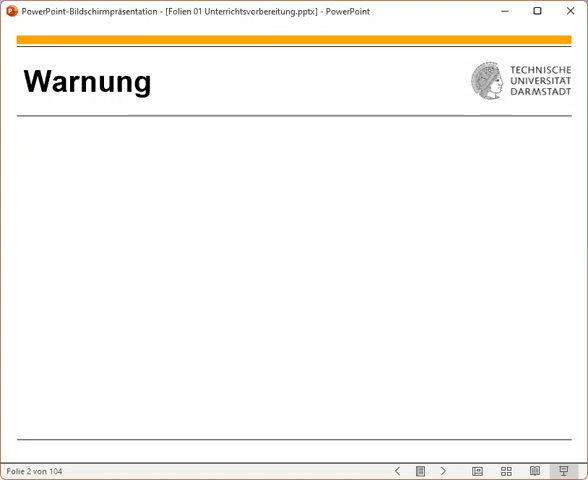 PowerPoint-Bildschirmpräsentation - [Folien 01 Unterrichtsvorbereitung.pptx] - PowerPoint
Warnung
TECHNISCHE
UNIVERSITÄT
DARMSTADT
Folie 2 von 104